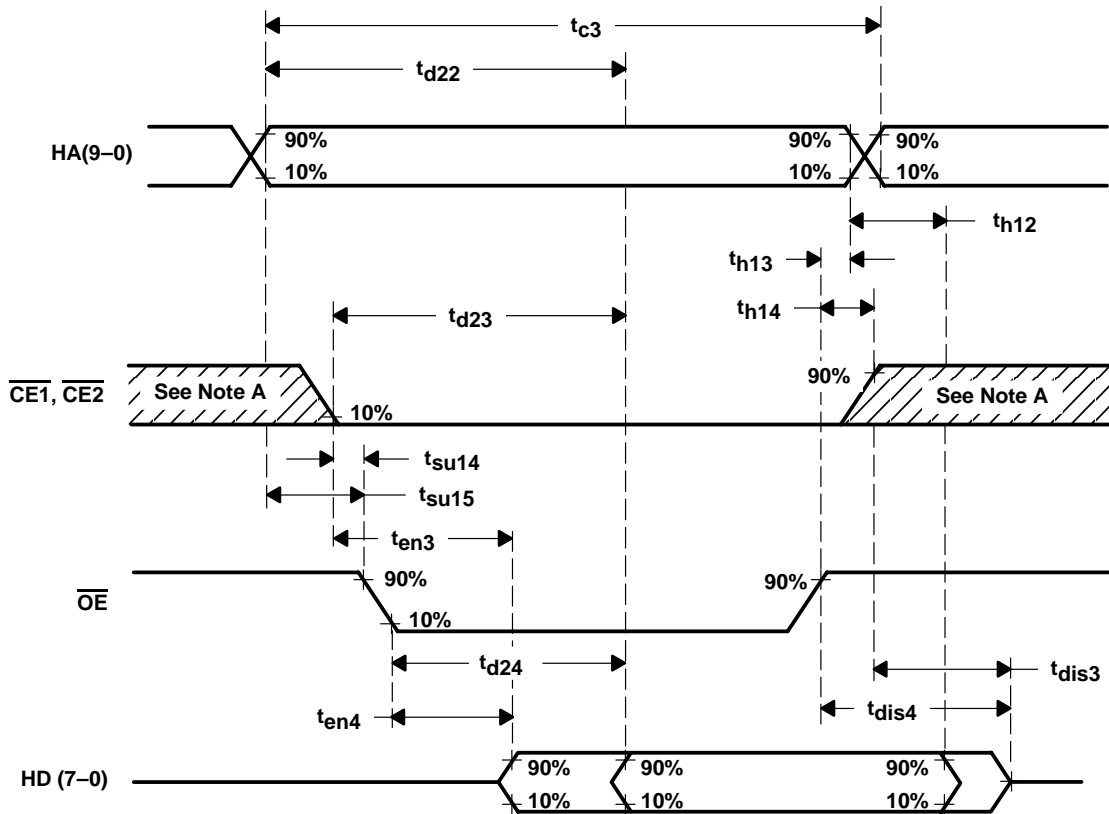 tc3
td22
HA(9–0)
90%
90%
90%
10%
10%
10%
th12
th13
th14
td23
CE1, CE2
See Note A
10%
90%
See Note A
tsu14
tsu15
ten3
OE
90%
90%
10%
td24
tdis3
ten4
tdis4
HD (7–0)
90%
90%
90%
10%
10%
10%